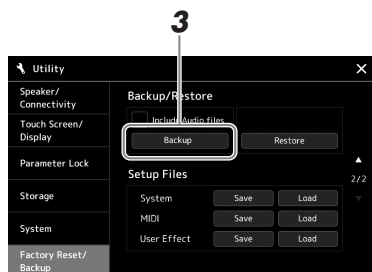 3
Utility
Speaker/
Connectivity
Touch Screen/
Display
Parameter Lock
Storage
System
Factory Reset/
Backup
Backup/Restore
Include Audio files
Backup
Restore
2/2
Setup Files
System Save Load
MIDI Save Load
User Effect Save Load